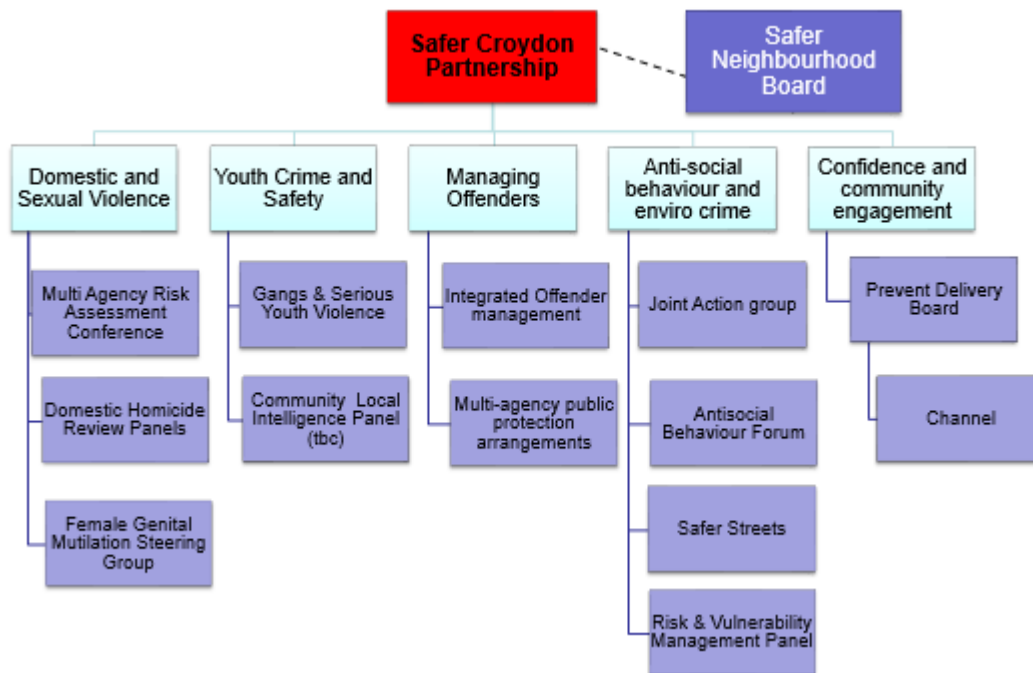 Safer Croydon
Partnership
Safer
Neighbourhood
Board
Domestic and
Sexual Violence
Youth Crime and
Safety
Managing
Offenders
Anti-social
behaviour and
enviro crime
Confidence and
community
engagement
Multi Agency Risk
Assessment
Conference
Domestic Homicide
Review Panels
Female Genital
Mutilation Steering
Group
Gangs & Serious
Youth Violence
Community Local
Intelligence Panel
(tbc)
Integrated Offender
management
Multi-agency public
protection
arrangements
Joint Action group
Antisocial
Behaviour Forum
Safer Streets
Risk & Vulnerability
Management Panel
Prevent Delivery
Board
Channel